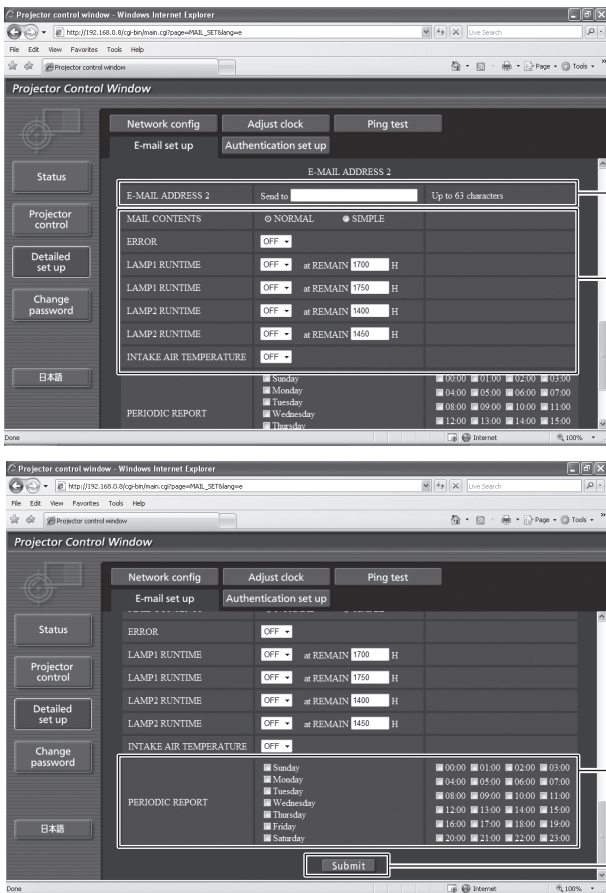 Projector control window - Windows Internet Explorer
http://192.168.0.8/cgi-bin/main.cgi?page=MAIL_SET&lang=e
Live Search
File Edit View Favorites Tools Help
Projector control window
Page Tools
Projector Control Window
Network config Adjust clock Ping test
E-mail set up Authentication set up
Status
Projector control
Detailed set up
Change password
日本語
E-MAIL ADDRESS 2
E-MAIL ADDRESS 2 Send to Up to 63 characters
MAIL CONTENTS NORMAL SIMPLE
ERROR OFF
LAMP1 RUNTIME OFF at REMAIN 1700 H
LAMP1 RUNTIME OFF at REMAIN 1750 H
LAMP2 RUNTIME OFF at REMAIN 1400 H
LAMP2 RUNTIME OFF at REMAIN 1450 H
INTAKE AIR TEMPERATURE OFF
PERIODIC REPORT
Sunday
Monday
Tuesday
Wednesday
Thursday
00:00 01:00 02:00 03:00
04:00 05:00 06:00 07:00
08:00 09:00 10:00 11:00
12:00 13:00 14:00 15:00
Done Internet 100%
Projector control window - Windows Internet Explorer
http://192.168.0.8/cgi-bin/main.cgi?page=MAIL_SET&lang=e
Live Search
File Edit View Favorites Tools Help
Projector control window
Page Tools
Projector Control Window
Network config Adjust clock Ping test
E-mail set up Authentication set up
Status
Projector control
Detailed set up
Change password
日本語
ERROR OFF
LAMP1 RUNTIME OFF at REMAIN 1700 H
LAMP1 RUNTIME OFF at REMAIN 1750 H
LAMP2 RUNTIME OFF at REMAIN 1400 H
LAMP2 RUNTIME OFF at REMAIN 1450 H
INTAKE AIR TEMPERATURE OFF
PERIODIC REPORT
Sunday
Monday
Tuesday
Wednesday
Thursday
Friday
Saturday
00:00 01:00 02:00 03:00
04:00 05:00 06:00 07:00
08:00 09:00 10:00 11:00
12:00 13:00 14:00 15:00
16:00 17:00 18:00 19:00
20:00 21:00 22:00 23:00
Submit
Done Internet 100%